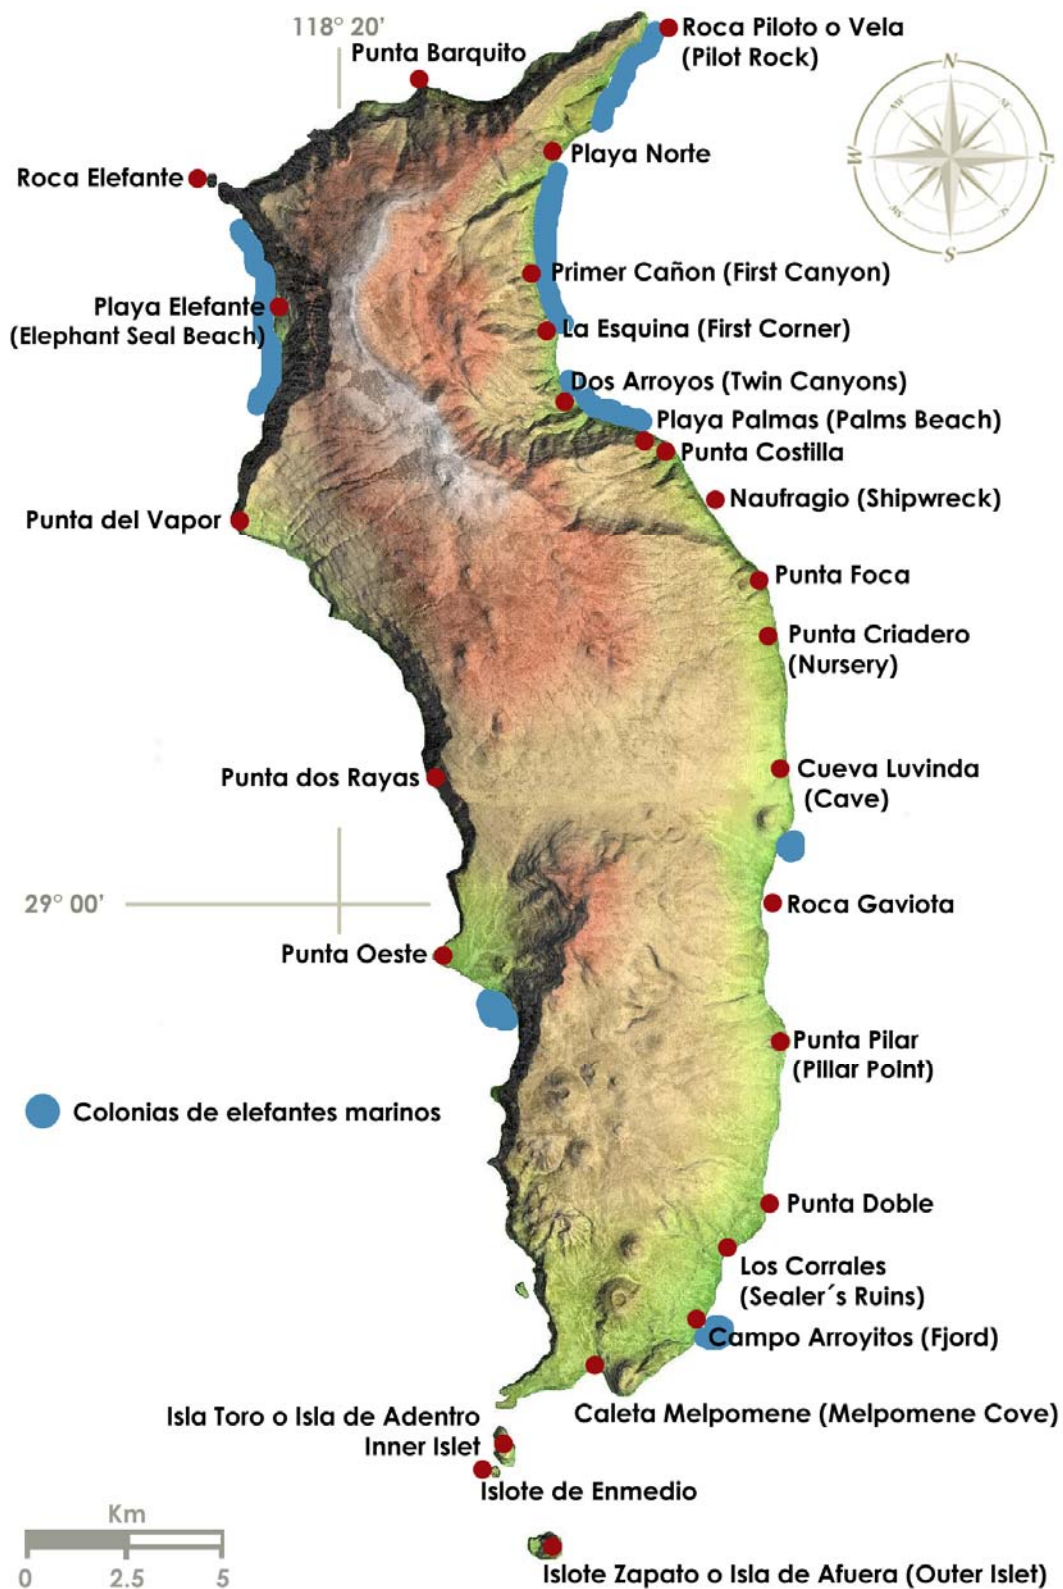 118° 20'
Roca Piloto o Vela
(Pilot Rock)
Punta Barquito
N
NW
NE
W
E
SW
SE
S
Playa Norte
Roca Elefante
Primer Cañon (First Canyon)
Playa Elefante
(Elephant Seal Beach)
La Esquina (First Corner)
Dos Arroyos (Twin Canyons)
Playa Palmas (Palms Beach)
Punta Costilla
Naufragio (Shipwreck)
Punta del Vapor
Punta Foca
Punta Criadero
(Nursery)
Punta dos Rayas
Cueva Luvinda
(Cave)
29° 00'
Roca Gaviota
Punta Oeste
Punta Pilar
(Pillar Point)
Colonias de elefantes marinos
Punta Doble
Los Corrales
(Sealer´s Ruins)
Campo Arroyitos (Fjord)
Caleta Melpomene (Melpomene Cove)
Isla Toro o Isla de Adentro
Inner Islet
Islote de Enmedio
Km
0 2.5 5
Islote Zapato o Isla de Afuera (Outer Islet)